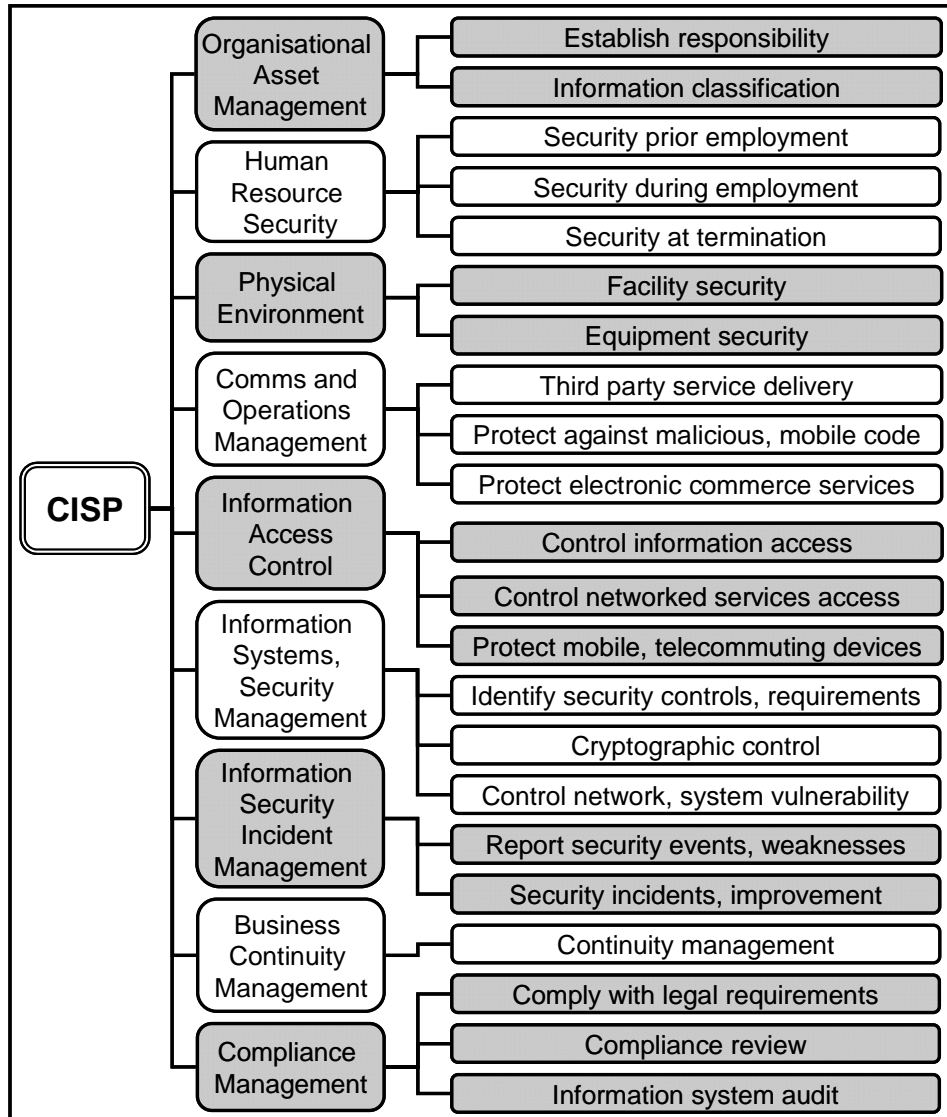 CISP
Organisational
Asset
Management
Establish responsibility
Information classification
Human
Resource
Security
Security prior employment
Security during employment
Security at termination
Physical
Environment
Facility security
Equipment security
Comms and
Operations
Management
Third party service delivery
Protect against malicious, mobile code
Protect electronic commerce services
Information
Access
Control
Control information access
Control networked services access
Protect mobile, telecommuting devices
Information
Systems,
Security
Management
Identify security controls, requirements
Cryptographic control
Control network, system vulnerability
Information
Security
Incident
Management
Report security events, weaknesses
Security incidents, improvement
Business
Continuity
Management
Continuity management
Compliance
Management
Comply with legal requirements
Compliance review
Information system audit